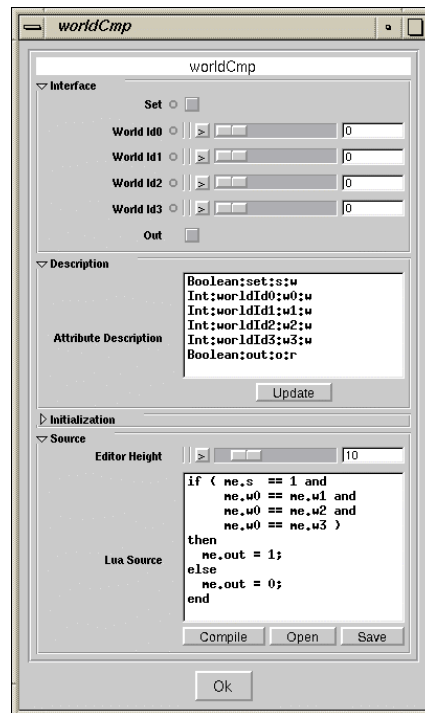 worldCmp
worldCmp
Interface
Set
World Id0 > 0
World Id1 > 0
World Id2 > 0
World Id3 > 0
Out
Description
Attribute Description
Boolean:set:s:w
Int:worldId0:w0:w
Int:worldId1:w1:w
Int:worldId2:w2:w
Int:worldId3:w3:w
Boolean:out:o:r
Update
Initialization
Source
Editor Height > 10
Lua Source
if ( me.s == 1 and
me.w0 == me.w1 and
me.w0 == me.w2 and
me.w0 == me.w3 )
then
me.out = 1;
else
me.out = 0;
end
Compile Open Save
Ok